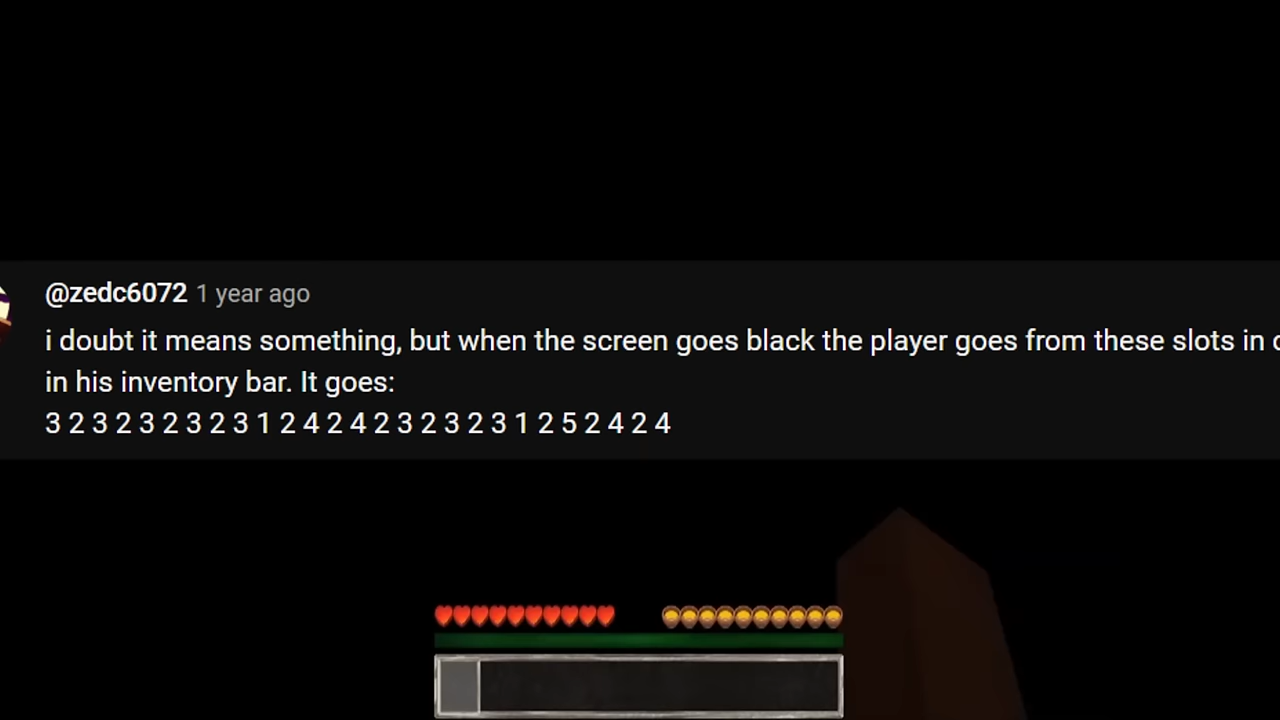 @zedc6072 1 year ago
i doubt it means something, but when the screen goes black the player goes from these slots in
in his inventory bar. It goes:
3 2 3 2 3 2 3 2 3 1 2 4 2 4 2 3 2 3 2 3 1 2 5 2 4 2 4